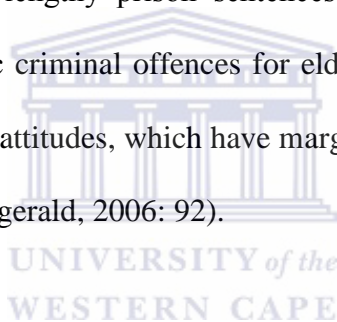 lengthy prison sentences
criminal offences for eld
attitudes, which have marg
gerald, 2006: 92).
UNIVERSITY of the
WESTERN CAPE